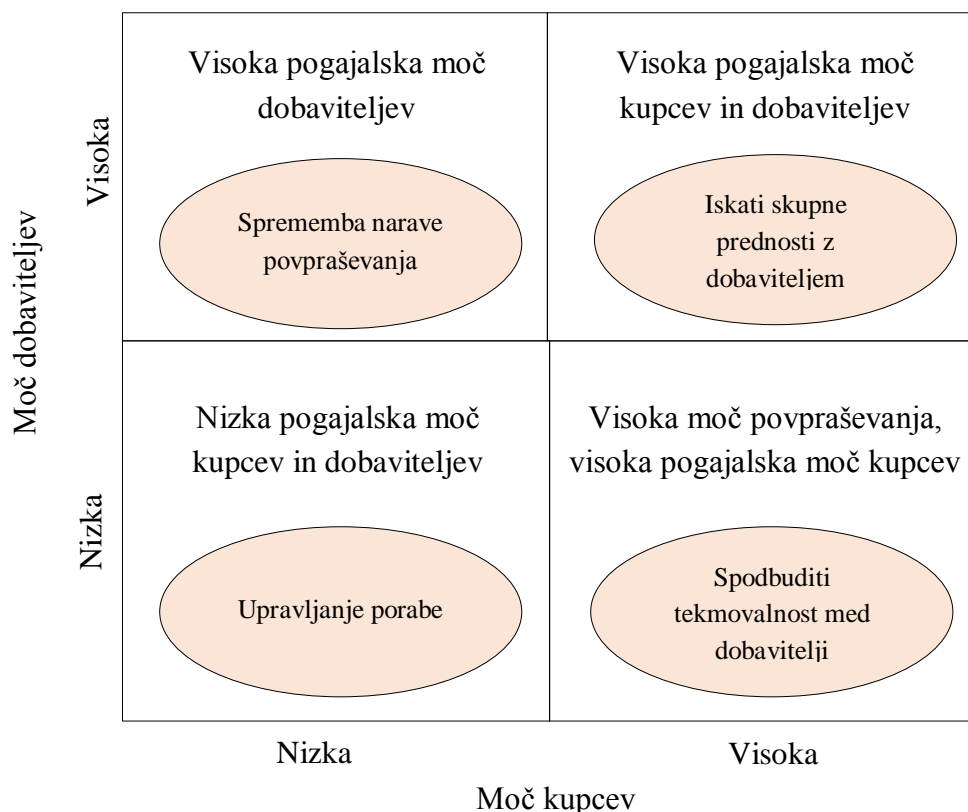 Moč dobaviteljev
Visoka
Visoka pogajalska moč
dobaviteljev
Sprememba narave
povpraševanja
Visoka pogajalska moč
kupcev in dobaviteljev
Iskati skupne
prednosti z
dobaviteljem
Nizka
Nizka pogajalska moč
kupcev in dobaviteljev
Upravljanje porabe
Visoka moč povpraševanja,
visoka pogajalska moč kupcev
Spodbuditi
tekmovalnost med
dobavitelji
Nizka
Visoka
Moč kupcev